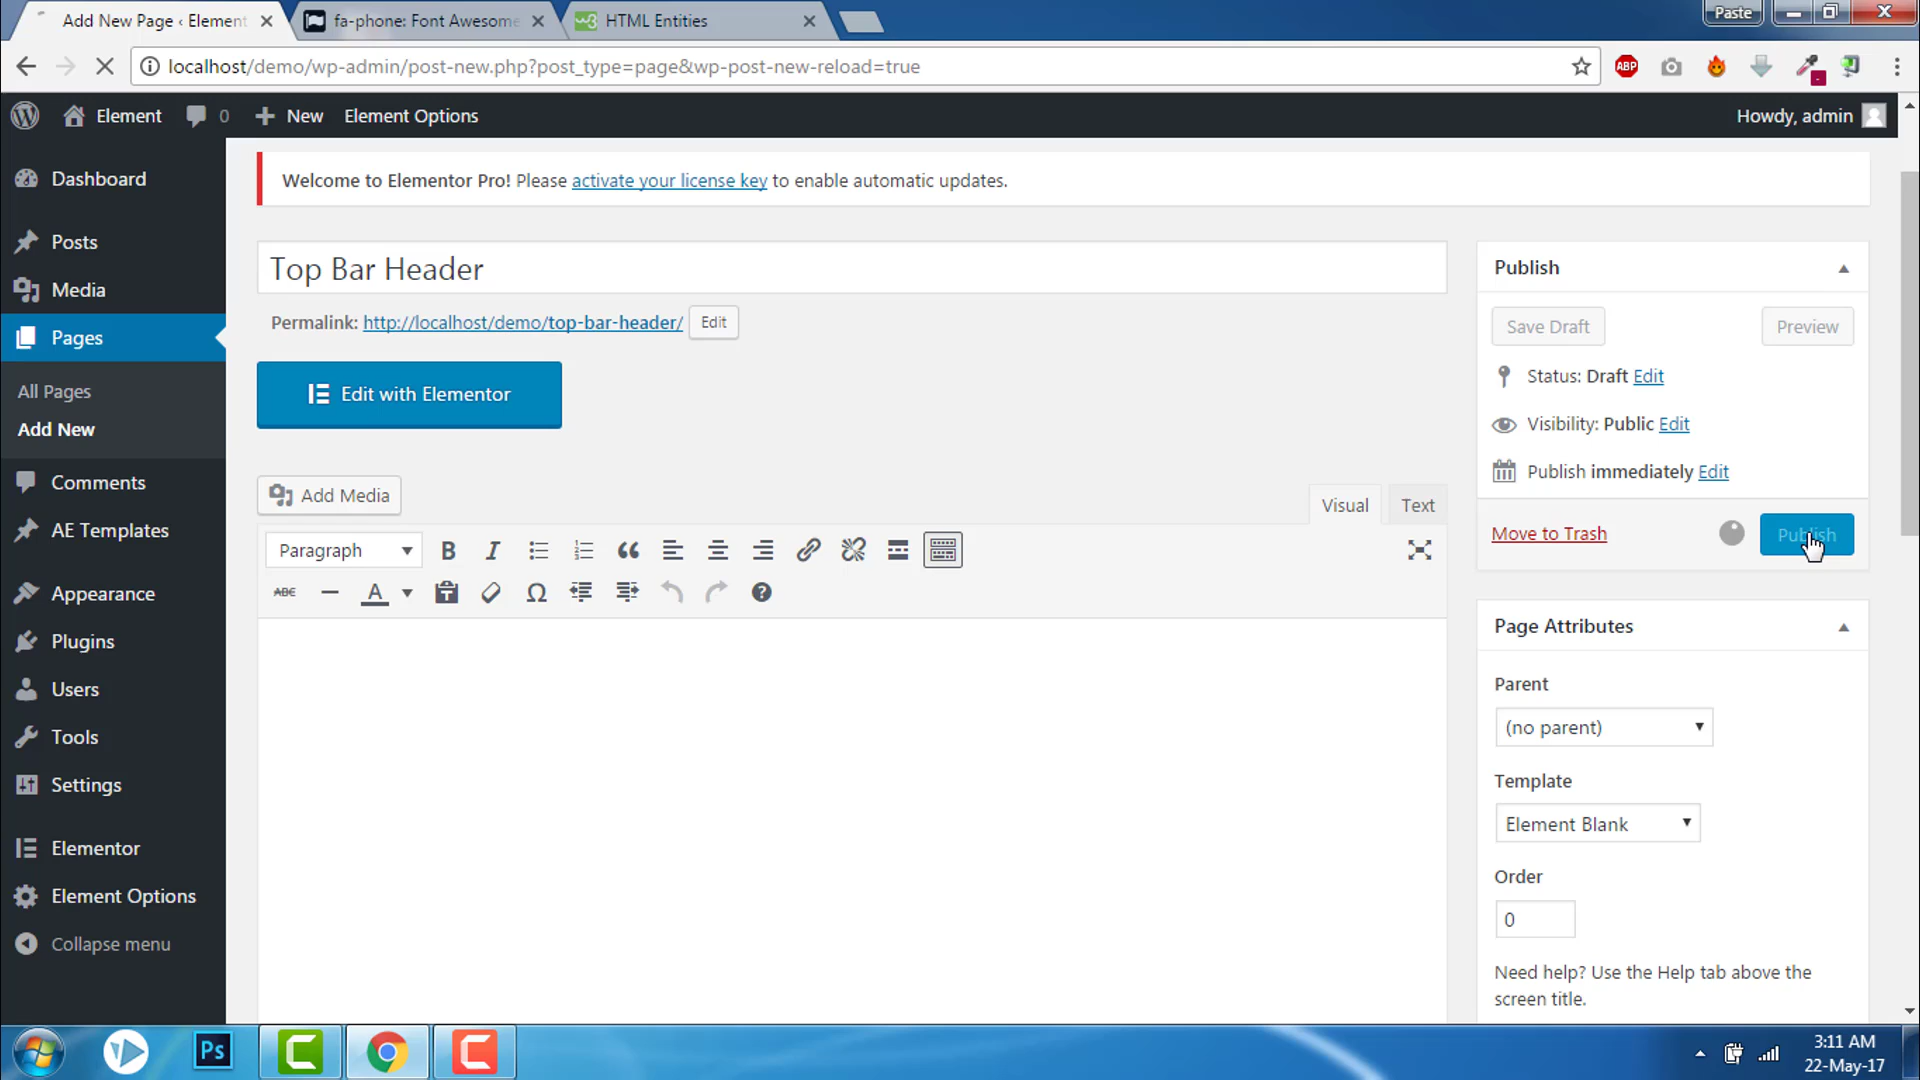 Add New Page ‹ Element
fa-phone: Font Awesome
HTML Entities
Paste
localhost/demo/wp-admin/post-new.php?post_type=page&wp-post-new-reload=true
ABP
Element
0
New
Element Options
Howdy, admin
Dashboard
Posts
Media
Pages
All Pages
Add New
Comments
AE Templates
Appearance
Plugins
Users
Tools
Settings
Elementor
Element Options
Collapse menu
Welcome to Elementor Pro! Please activate your license key to enable automatic updates.
Top Bar Header
Permalink: http://localhost/demo/top-bar-header/ Edit
Edit with Elementor
Add Media
Visual
Text
Paragraph
B
I
ABC
A
Publish
Save Draft
Preview
Status: Draft Edit
Visibility: Public Edit
Publish immediately Edit
Move to Trash
Publish
Page Attributes
Parent
(no parent)
Template
Element Blank
Order
0
Need help? Use the Help tab above the
screen title.
Ps
3:11 AM
22-May-17